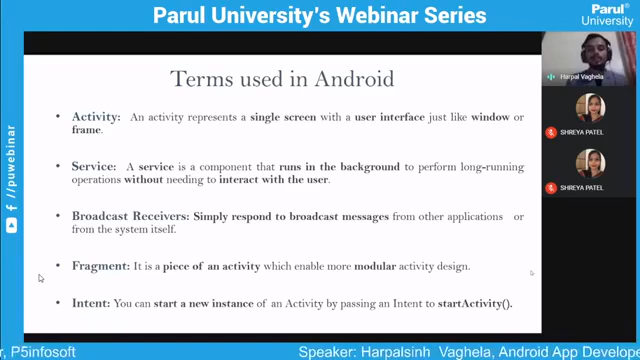 Parul University's Webinar Series
Parul®
University
f //puwebinar
Terms used in Android
• Activity: An activity represents a single screen with a user interface just like window or
frame.
• Service: A service is a component that runs in the background to perform long-running
operations without needing to interact with the user.
• Broadcast Receivers: Simply respond to broadcast messages from other applications or
from the system itself.
• Fragment: It is a piece of an activity which enable more modular activity design.
• Intent: You can start a new instance of an Activity by passing an Intent to startActivity().
Harpal Vaghela
SHREYA PATEL
SHREYA PATEL
r, P5infosoft
Speaker: Harpalsinh Vaghela, Android App Develope